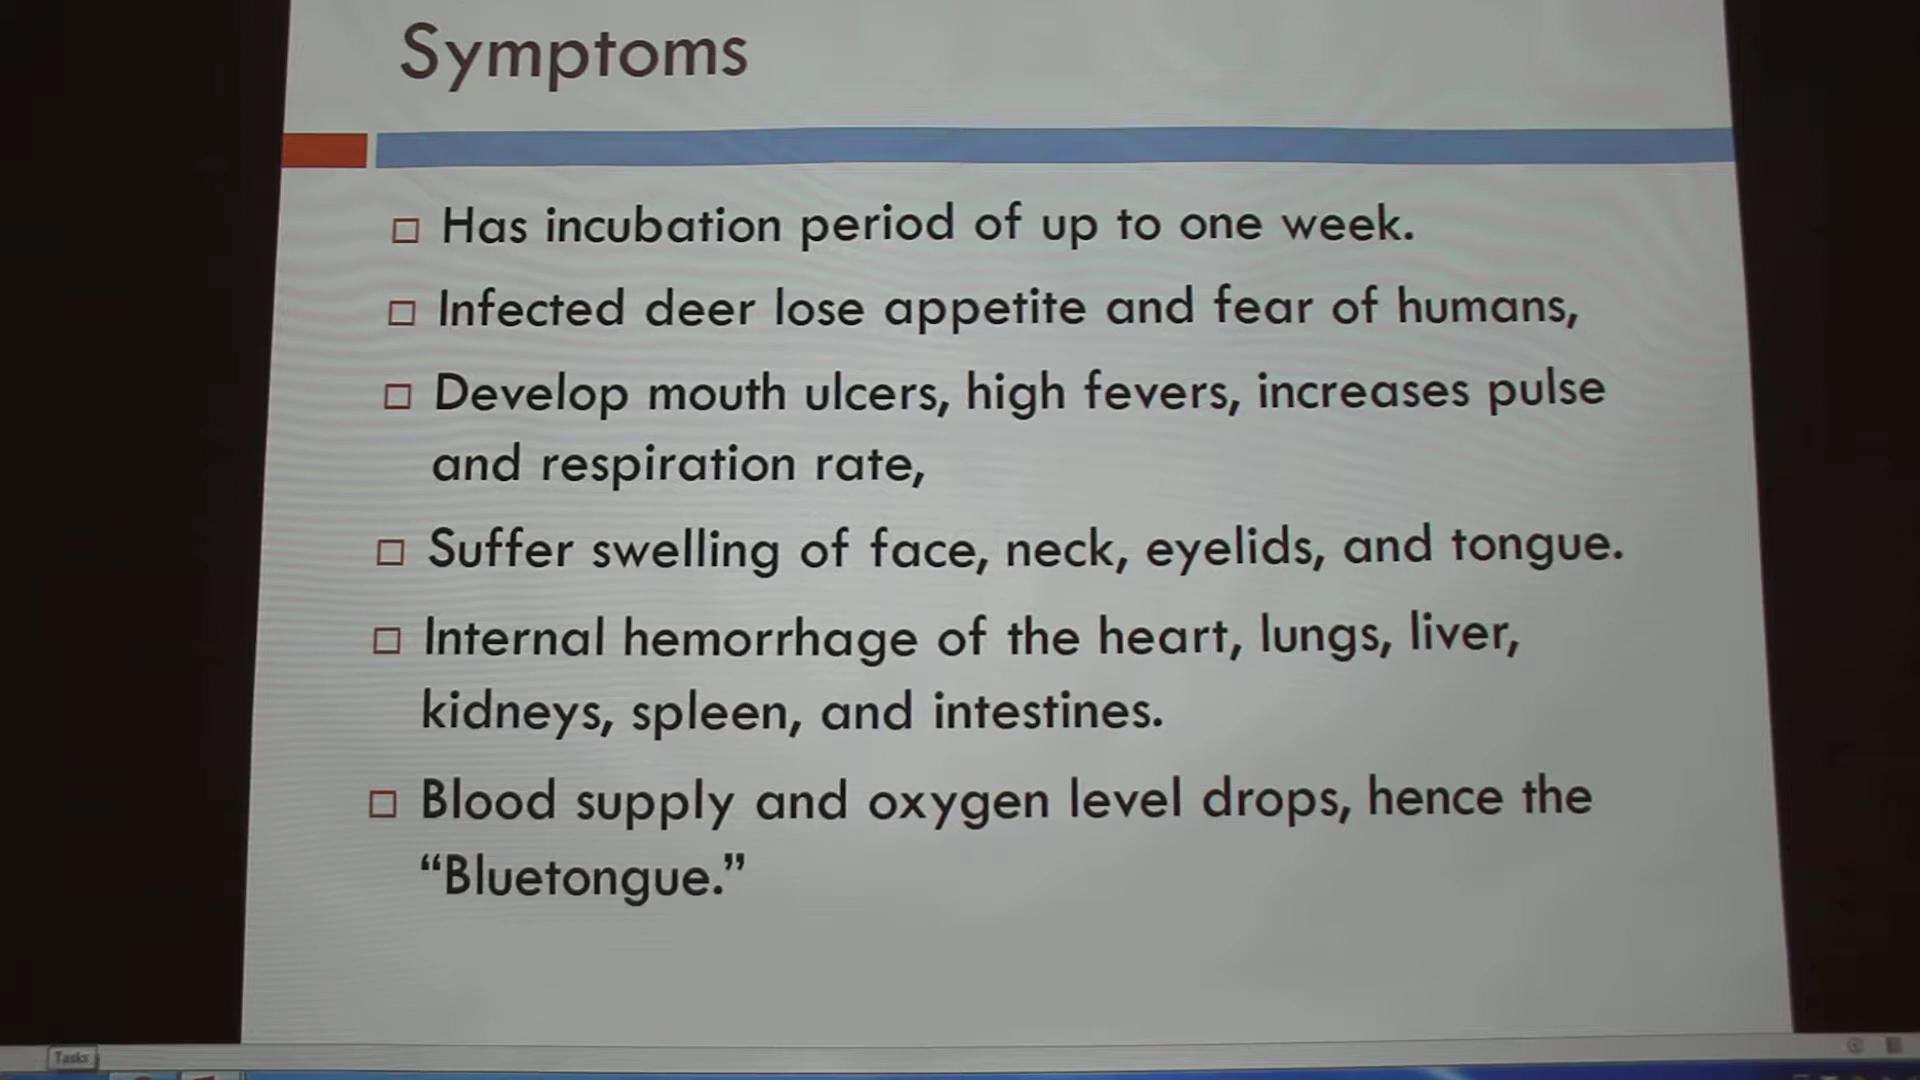 Symptoms
Has incubation period of up to one week.
Infected deer lose appetite and fear of humans,
Develop mouth ulcers, high fevers, increases pulse
and respiration rate,
Suffer swelling of face, neck, eyelids, and tongue.
Internal hemorrhage of the heart, lungs, liver,
kidneys, spleen, and intestines.
Blood supply and oxygen level drops, hence the
“Bluetongue.”
Tasks